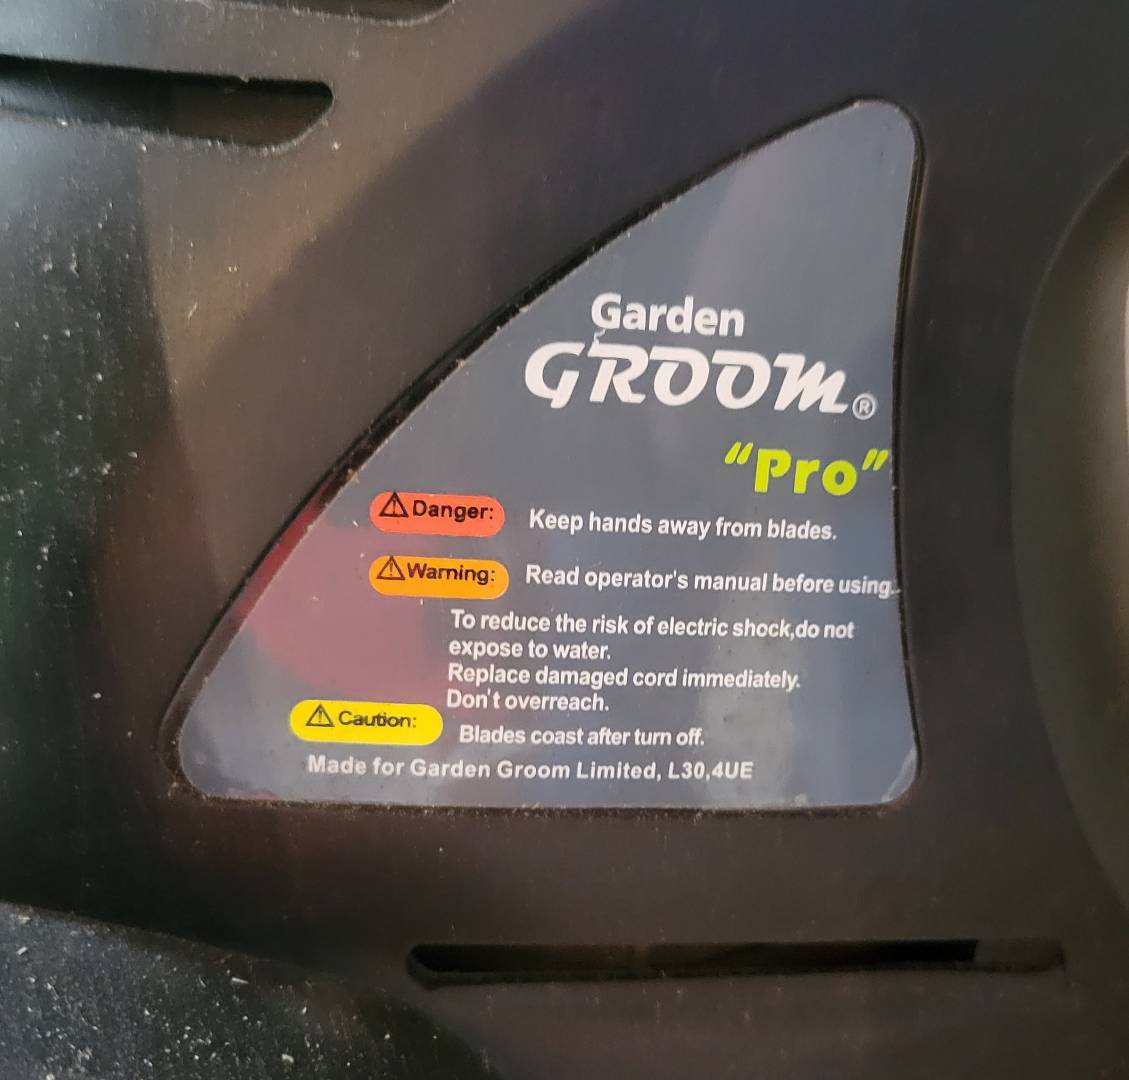 Garden
GROOM®
"Pro"
Danger: Keep hands away from blades.
Warning: Read operator's manual before using.
To reduce the risk of electric shock,do not
expose to water.
Replace damaged cord immediately.
Don't overreach.
Caution: Blades coast after turn off.
Made for Garden Groom Limited, L30,4UE